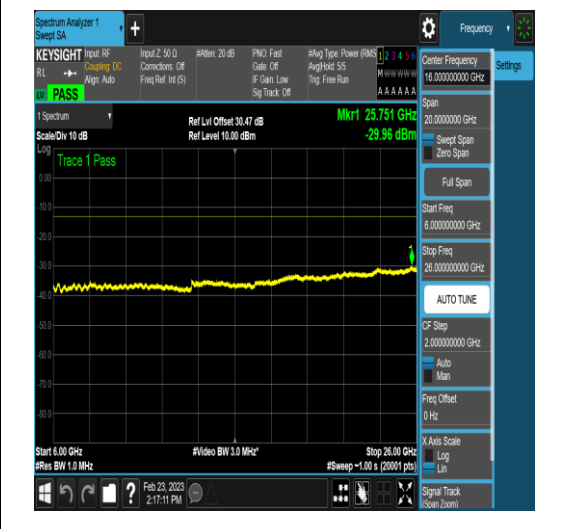 Spectrum Analyzer 1
Swept SA
Frequency
KEYSIGHT
RL
Input: RF
Coupling: DC
Align: Auto
Input Z: 50 Ω
Corrections: Off
Freq Ref: Int (S)
#Atten: 20 dB
PNO: Fast
Gate: Off
IF Gain: Low
Sig Track: Off
#Avg Type: Power (RMS
Avg|Hold: 5/5
Trig: Free Run
1 2 3 4 5 6
M w w w w w
A A A A A A
PASS
1 Spectrum
Scale/Div 10 dB
Ref Lvl Offset 30.47 dB
Ref Level 10.00 dBm
Mkr1 25.751 GHz
-29.96 dBm
Log
Trace 1 Pass
1
0.00
-10.0
-20.0
-30.0
-40.0
-50.0
-60.0
-70.0
-80.0
Start 6.00 GHz
#Res BW 1.0 MHz
#Video BW 3.0 MHz*
Stop 26.00 GHz
#Sweep ~1.00 s (20001 pts)
Feb 23, 2023
2:17:11 PM
Center Frequency
16.000000000 GHz
Settings
Span
20.0000000 GHz
Swept Span
Zero Span
Full Span
Start Freq
6.000000000 GHz
Stop Freq
26.000000000 GHz
AUTO TUNE
CF Step
2.000000000 GHz
Auto
Man
Freq Offset
0 Hz
X Axis Scale
Log
Lin
Signal Track
(Span Zoom)